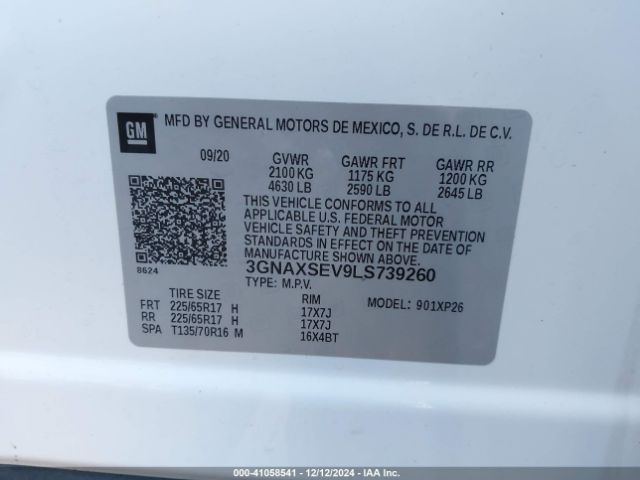 GM
MFD BY GENERAL MOTORS DE MEXICO, S. DE R.L. DE C.V.
09/20 GVWR GAWR FRT GAWR RR
2100 KG 1175 KG 1200 KG
4630 LB 2590 LB 2645 LB
THIS VEHICLE CONFORMS TO ALL
APPLICABLE U.S. FEDERAL MOTOR
VEHICLE SAFETY AND THEFT PREVENTION
STANDARDS IN EFFECT ON THE DATE OF
MANUFACTURE SHOWN ABOVE.
8624 3GNAXSEV9LS739260
TYPE: M.P.V.
TIRE SIZE RIM MODEL: 901XP26
FRT 225/65R17 H 17X7J
RR 225/65R17 H 17X7J
SPA T135/70R16 M 16X4BT
000-41058541 - 12/12/2024 - IAAI.COM